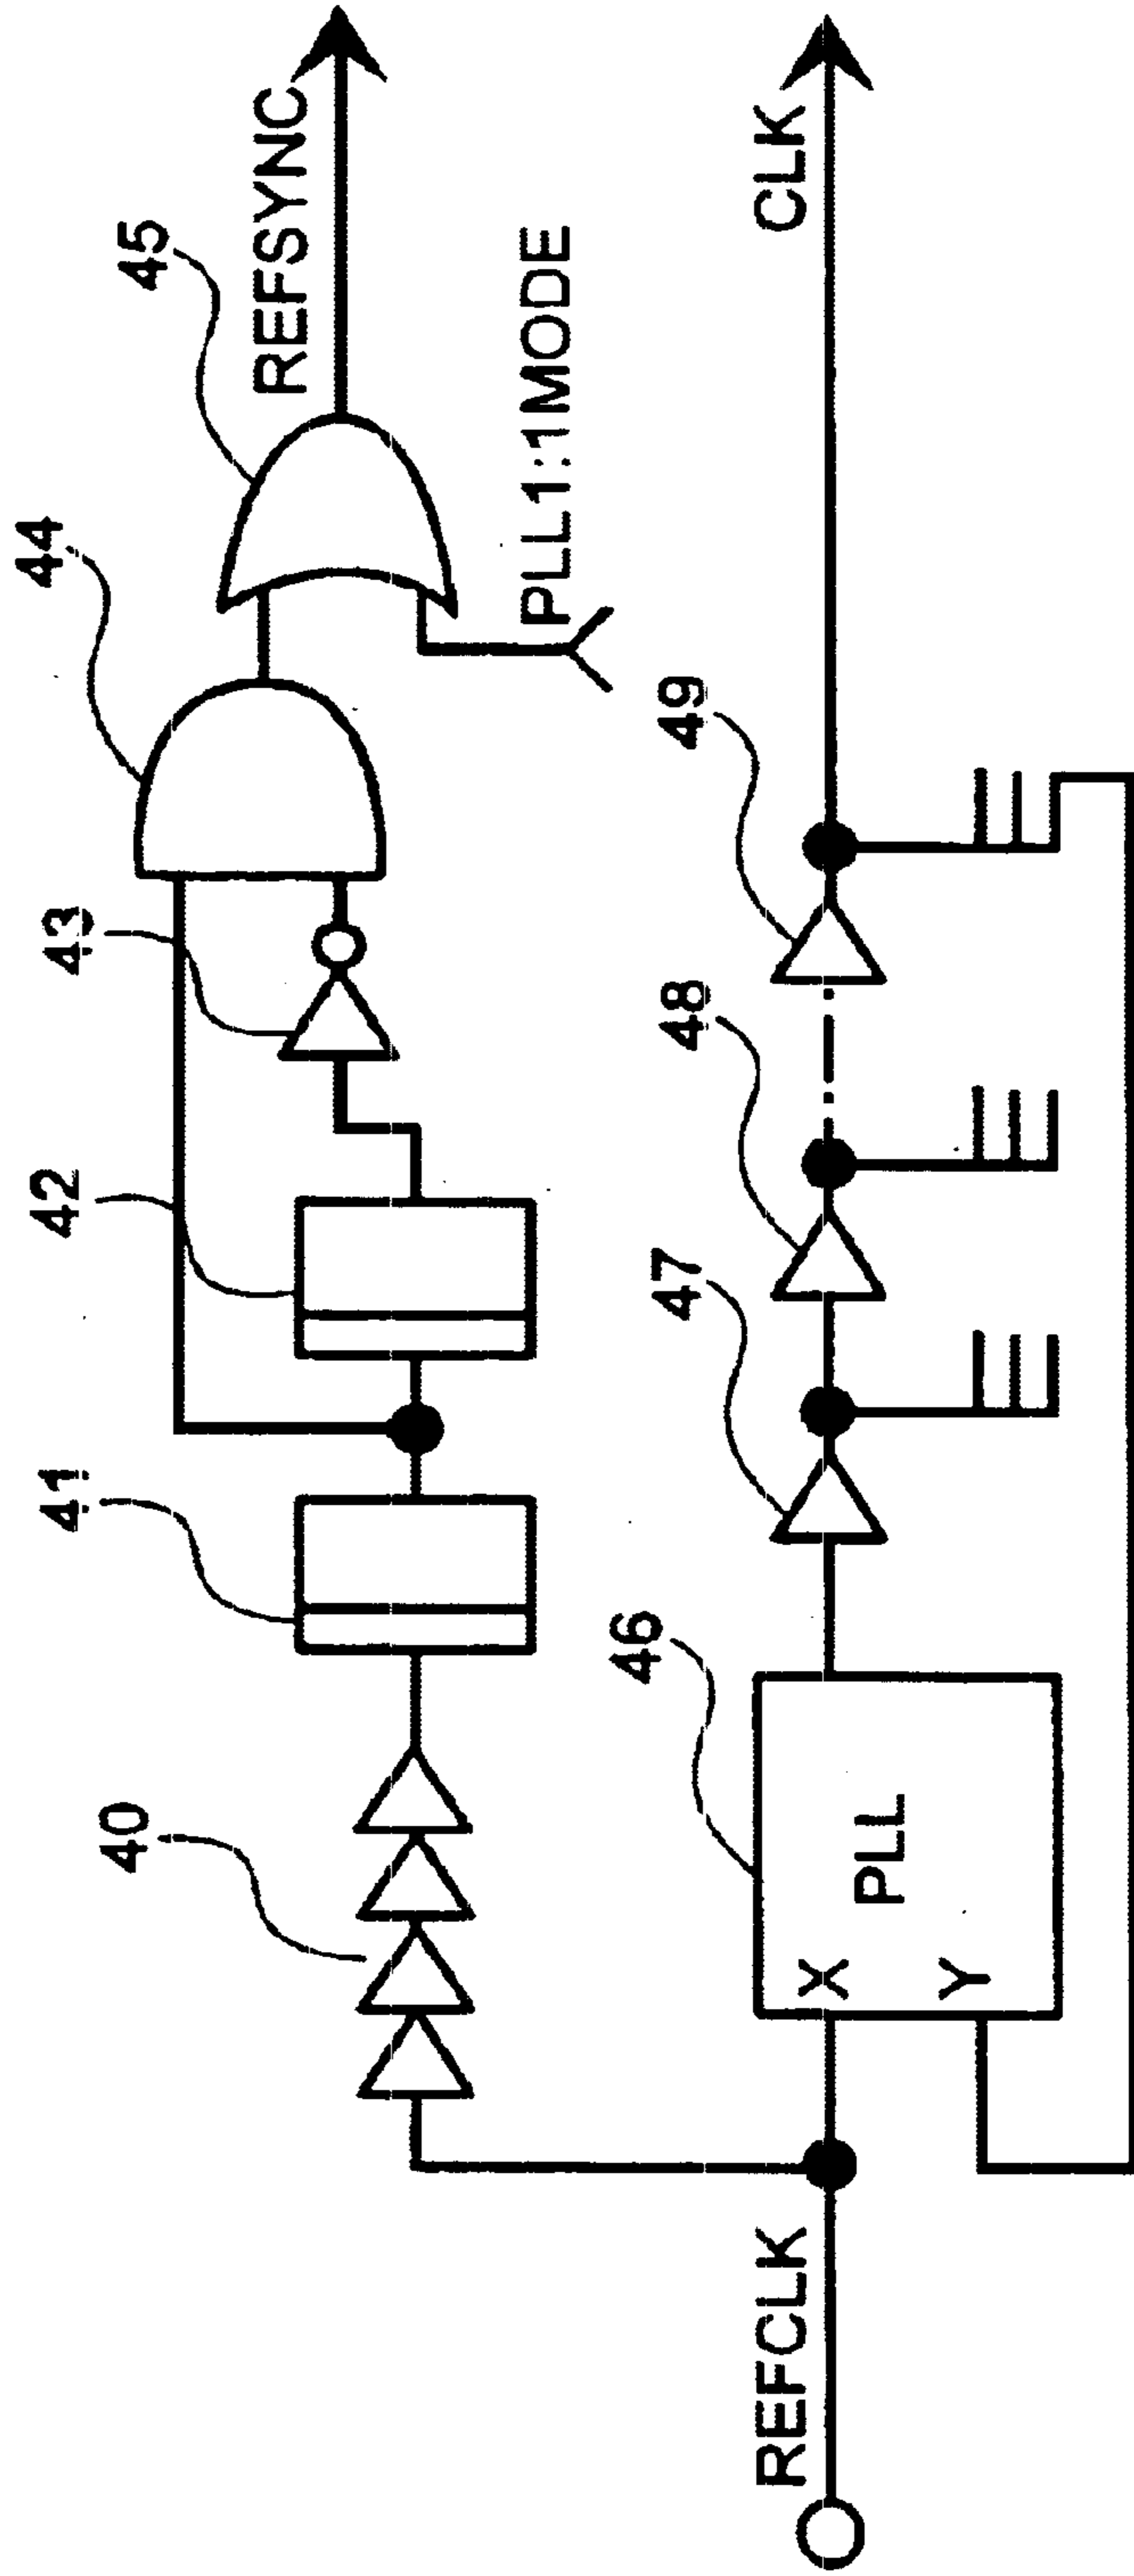 40
41
42
43
44
45
REFSYNC
PLL1:1MODE
REFCLK
X
Y
PLL
46
47
48
49
CLK